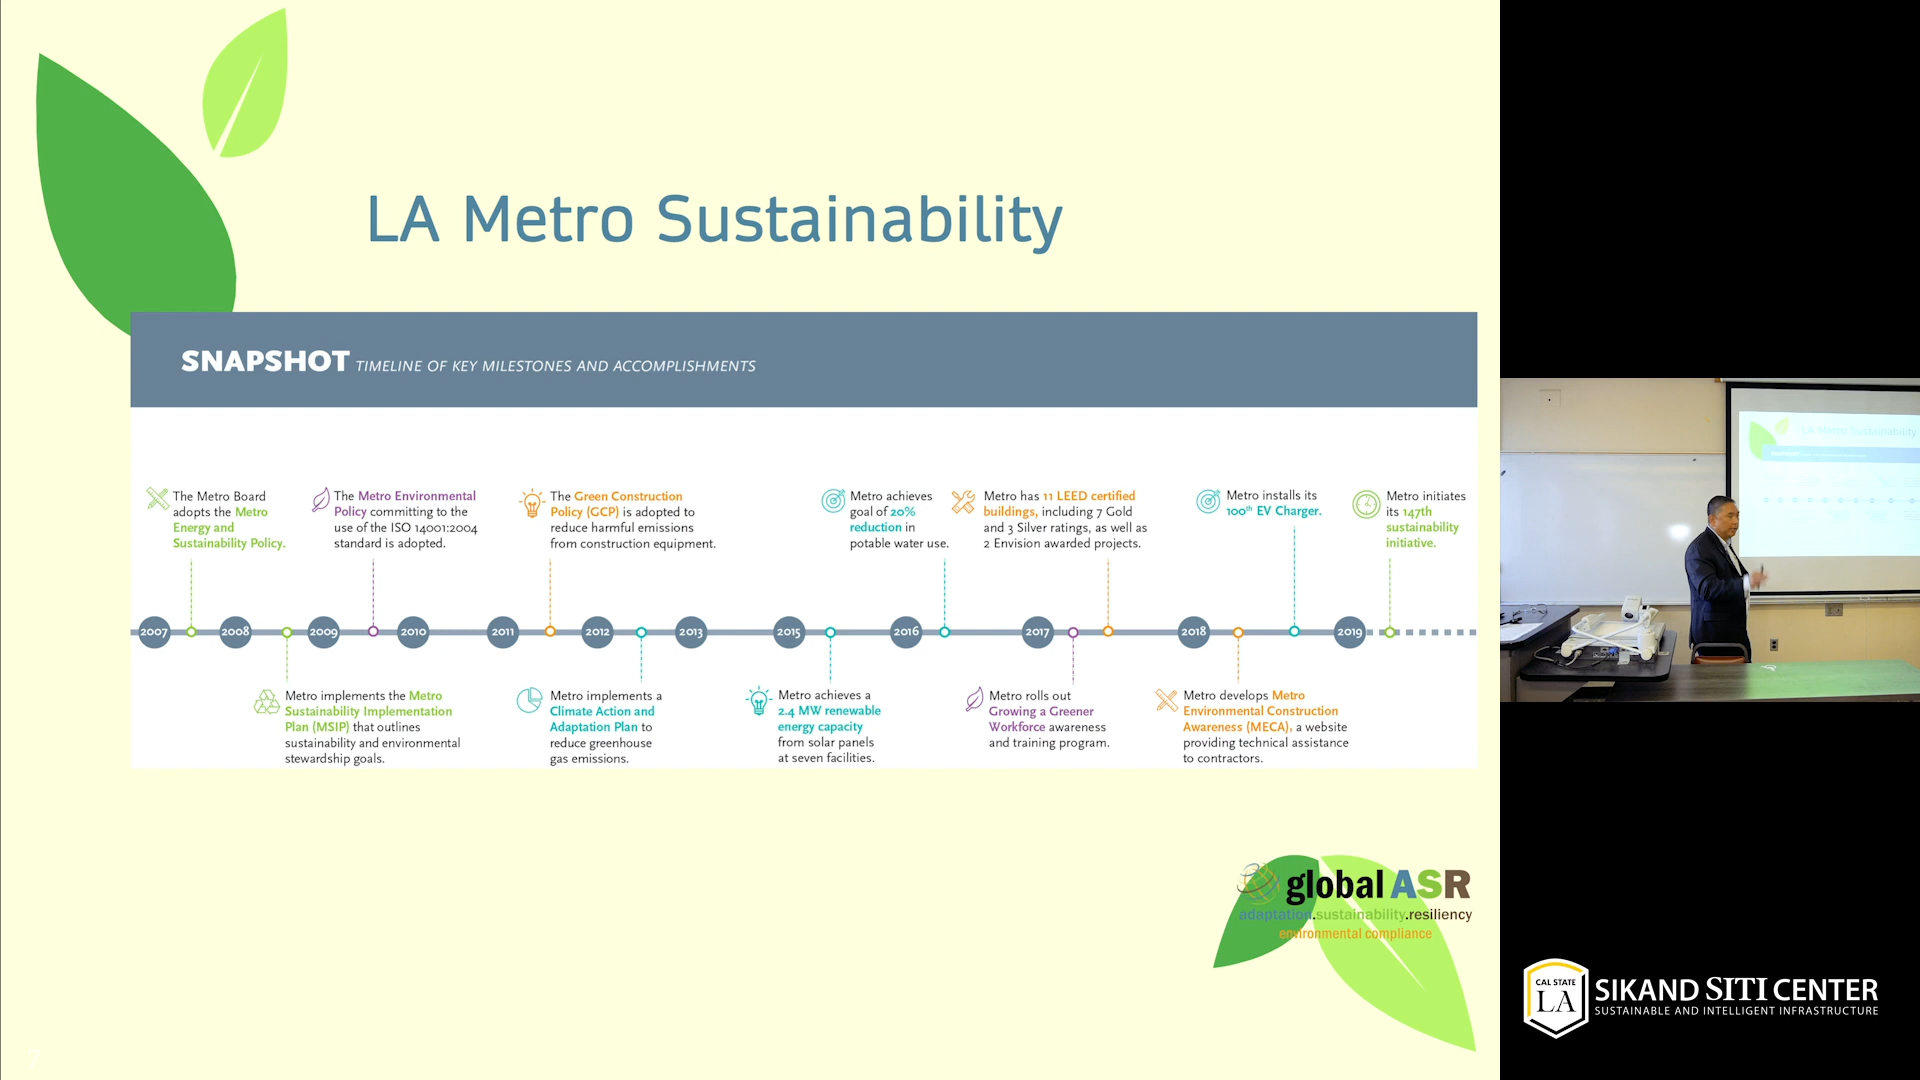 LA Metro Sustainability
SNAPSHOT TIMELINE OF KEY MILESTONES AND ACCOMPLISHMENTS
The Metro Board
adopts the Metro
Energy and
Sustainability Policy.
The Metro Environmental
Policy committing to the
use of the ISO 14001:2004
standard is adopted.
The Green Construction
Policy (GCP) is adopted to
reduce harmful emissions
from construction equipment.
Metro achieves
goal of 20%
reduction in
potable water use.
Metro has 11 LEED certified
buildings, including 7 Gold
and 3 Silver ratings, as well as
2 Envision awarded projects.
Metro installs its
100th EV Charger.
Metro initiates
its 147th
sustainability
initiative.
2007 2008 2009 2010 2011 2012 2013 2015 2016 2017 2018 2019
Metro implements the Metro
Sustainability Implementation
Plan (MSIP) that outlines
sustainability and environmental
stewardship goals.
Metro implements a
Climate Action and
Adaptation Plan to
reduce greenhouse
gas emissions.
Metro achieves a
2.4 MW renewable
energy capacity
from solar panels
at seven facilities.
Metro rolls out
Growing a Greener
Workforce awareness
and training program.
Metro develops Metro
Environmental Construction
Awareness (MECA), a website
providing technical assistance
to contractors.
global ASR
adaptation.sustainability.resiliency
environmental compliance
LA Metro Sustainability
CAL STATE
LA
SIKAND SITI CENTER
SUSTAINABLE AND INTELLIGENT INFRASTRUCTURE